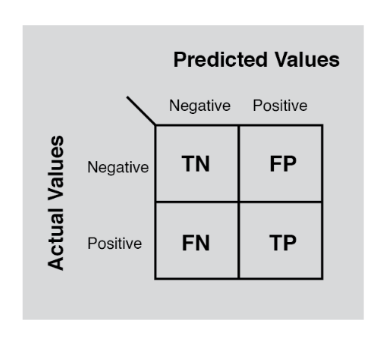 Predicted Values
Negative Positive
Actual Values
Negative TN FP
Positive FN TP